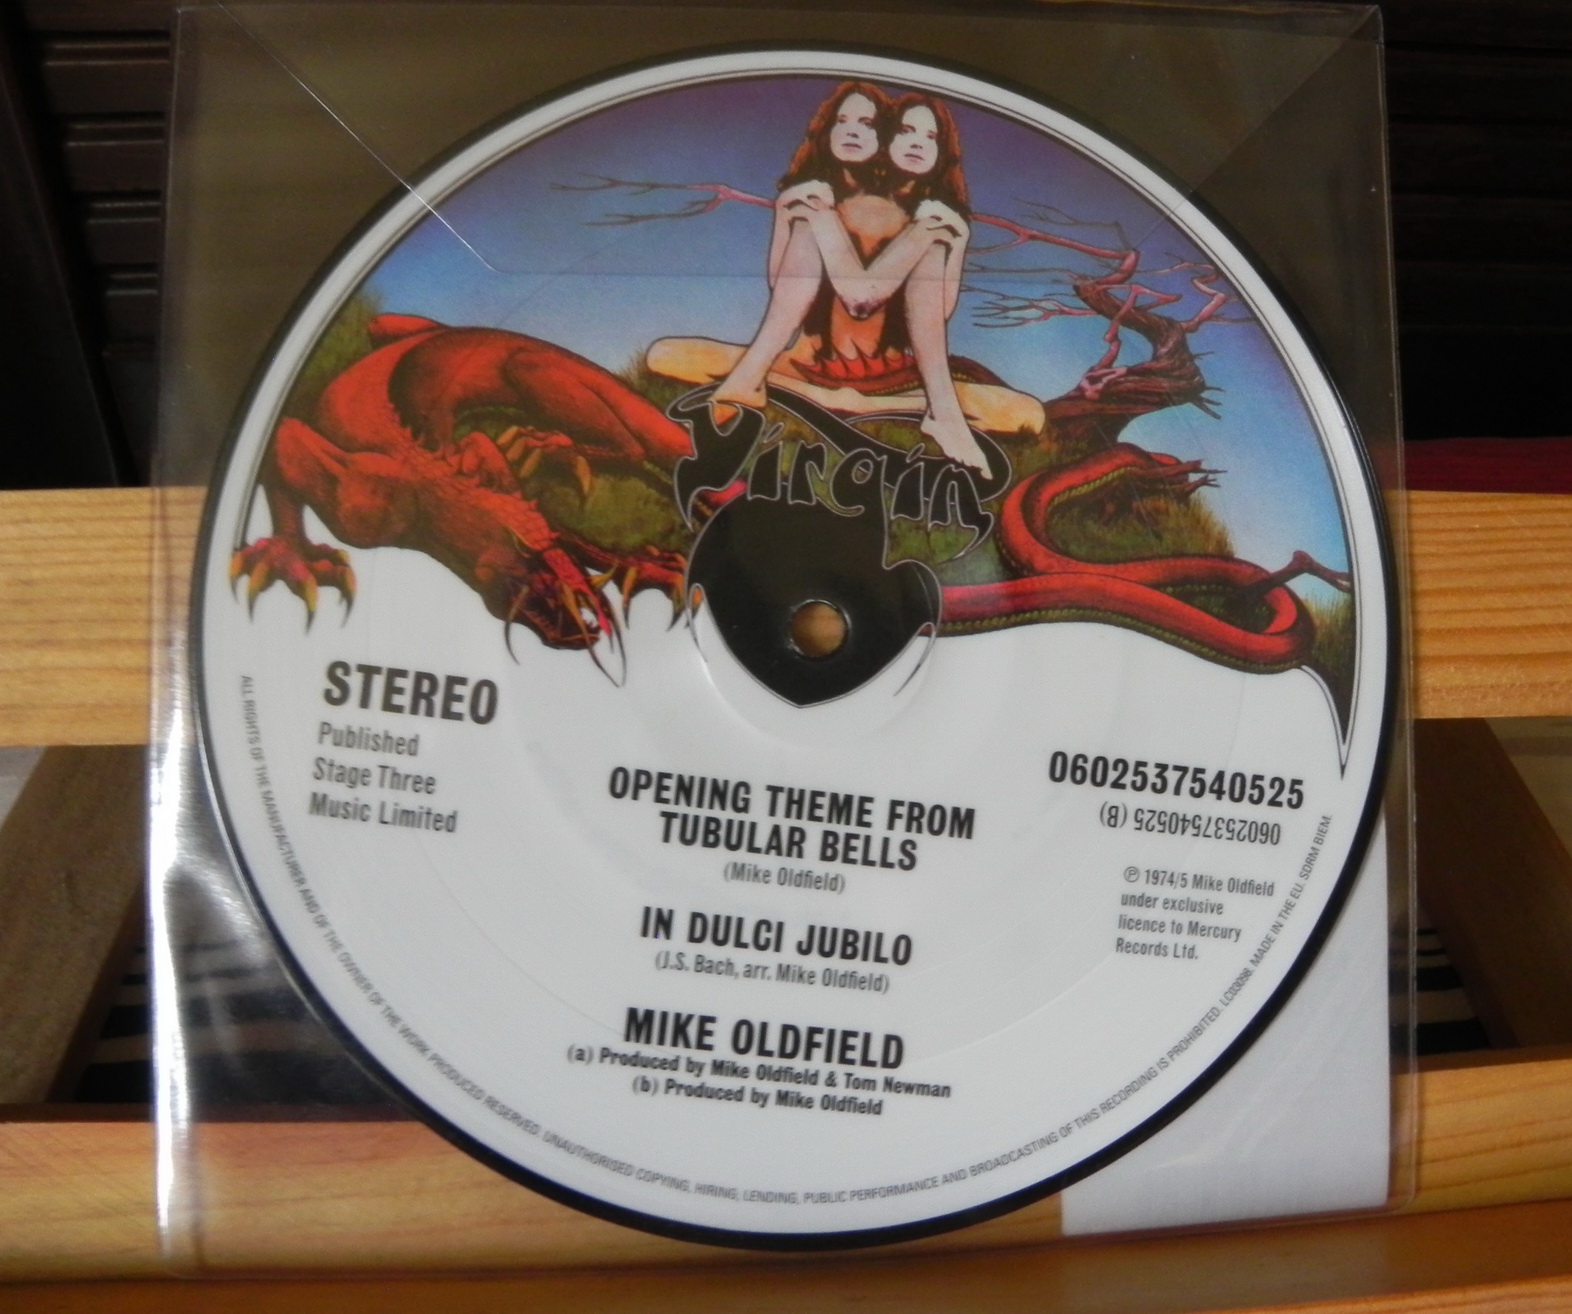 Virgin
STEREO
Published
Stage Three
Music Limited
OPENING THEME FROM
TUBULAR BELLS
(Mike Oldfield)
IN DULCI JUBILO
(J.S. Bach, arr. Mike Oldfield)
MIKE OLDFIELD
(a) Produced by Mike Oldfield & Tom Newman
(b) Produced by Mike Oldfield
0602537540525
0602537540525 (B)
℗ 1974/5 Mike Oldfield
under exclusive
licence to Mercury
Records Ltd.
ALL RIGHTS OF THE MANUFACTURER AND OF THE OWNER OF THE WORK PRODUCED RESERVED. UNAUTHORISED COPYING, HIRING, LENDING, PUBLIC PERFORMANCE AND BROADCASTING OF THIS RECORDING IS PROHIBITED. LC03098. MADE IN THE EU. SDRM BIEM.